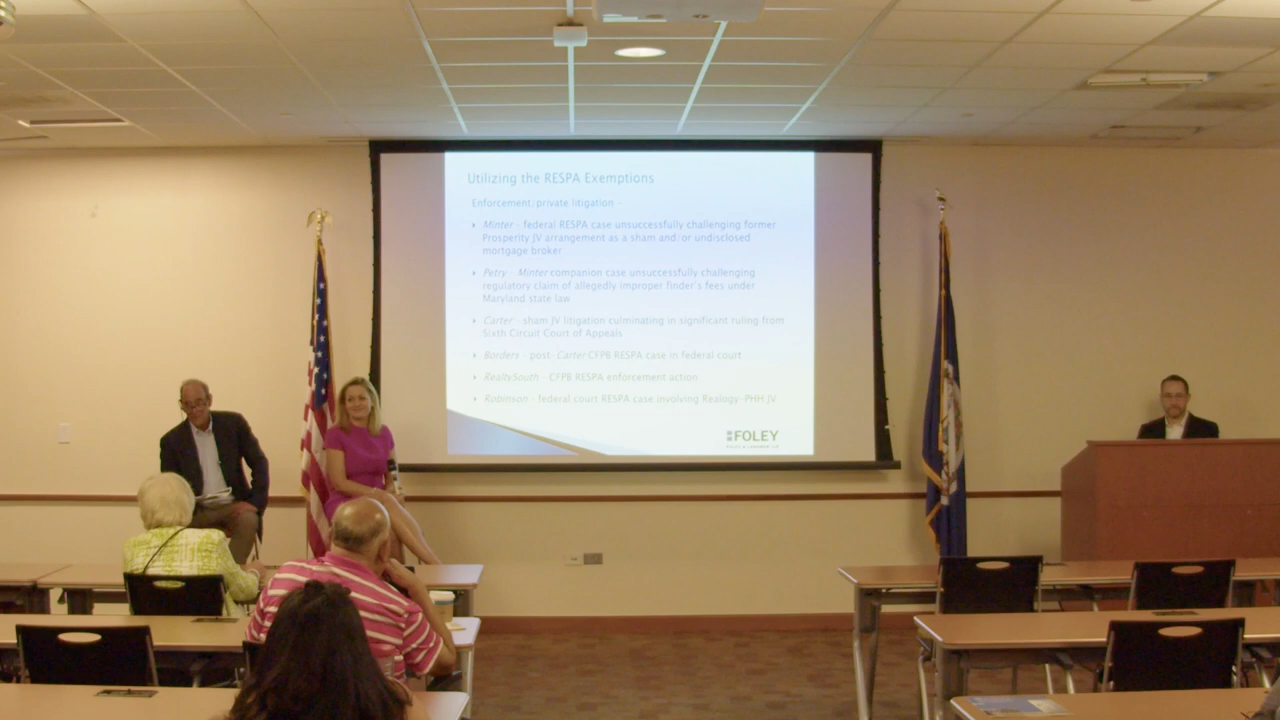 Utilizing the RESPA Exemptions
Enforcement/private litigation -
Minter - federal RESPA case unsuccessfully challenging former
Prosperity JV arrangement as a sham and/or undisclosed
mortgage broker
Petry - Minter companion case unsuccessfully challenging
regulatory claim of allegedly improper finder's fees under
Maryland state law
Carter - sham JV litigation culminating in significant ruling from
Sixth Circuit Court of Appeals
Borders - post-Carter CFPB RESPA case in federal court
RealtySouth - CFPB RESPA enforcement action
Robinson - federal court RESPA case involving Realogy-PHH JV
FOLEY
FOLEY & LARDNER LLP